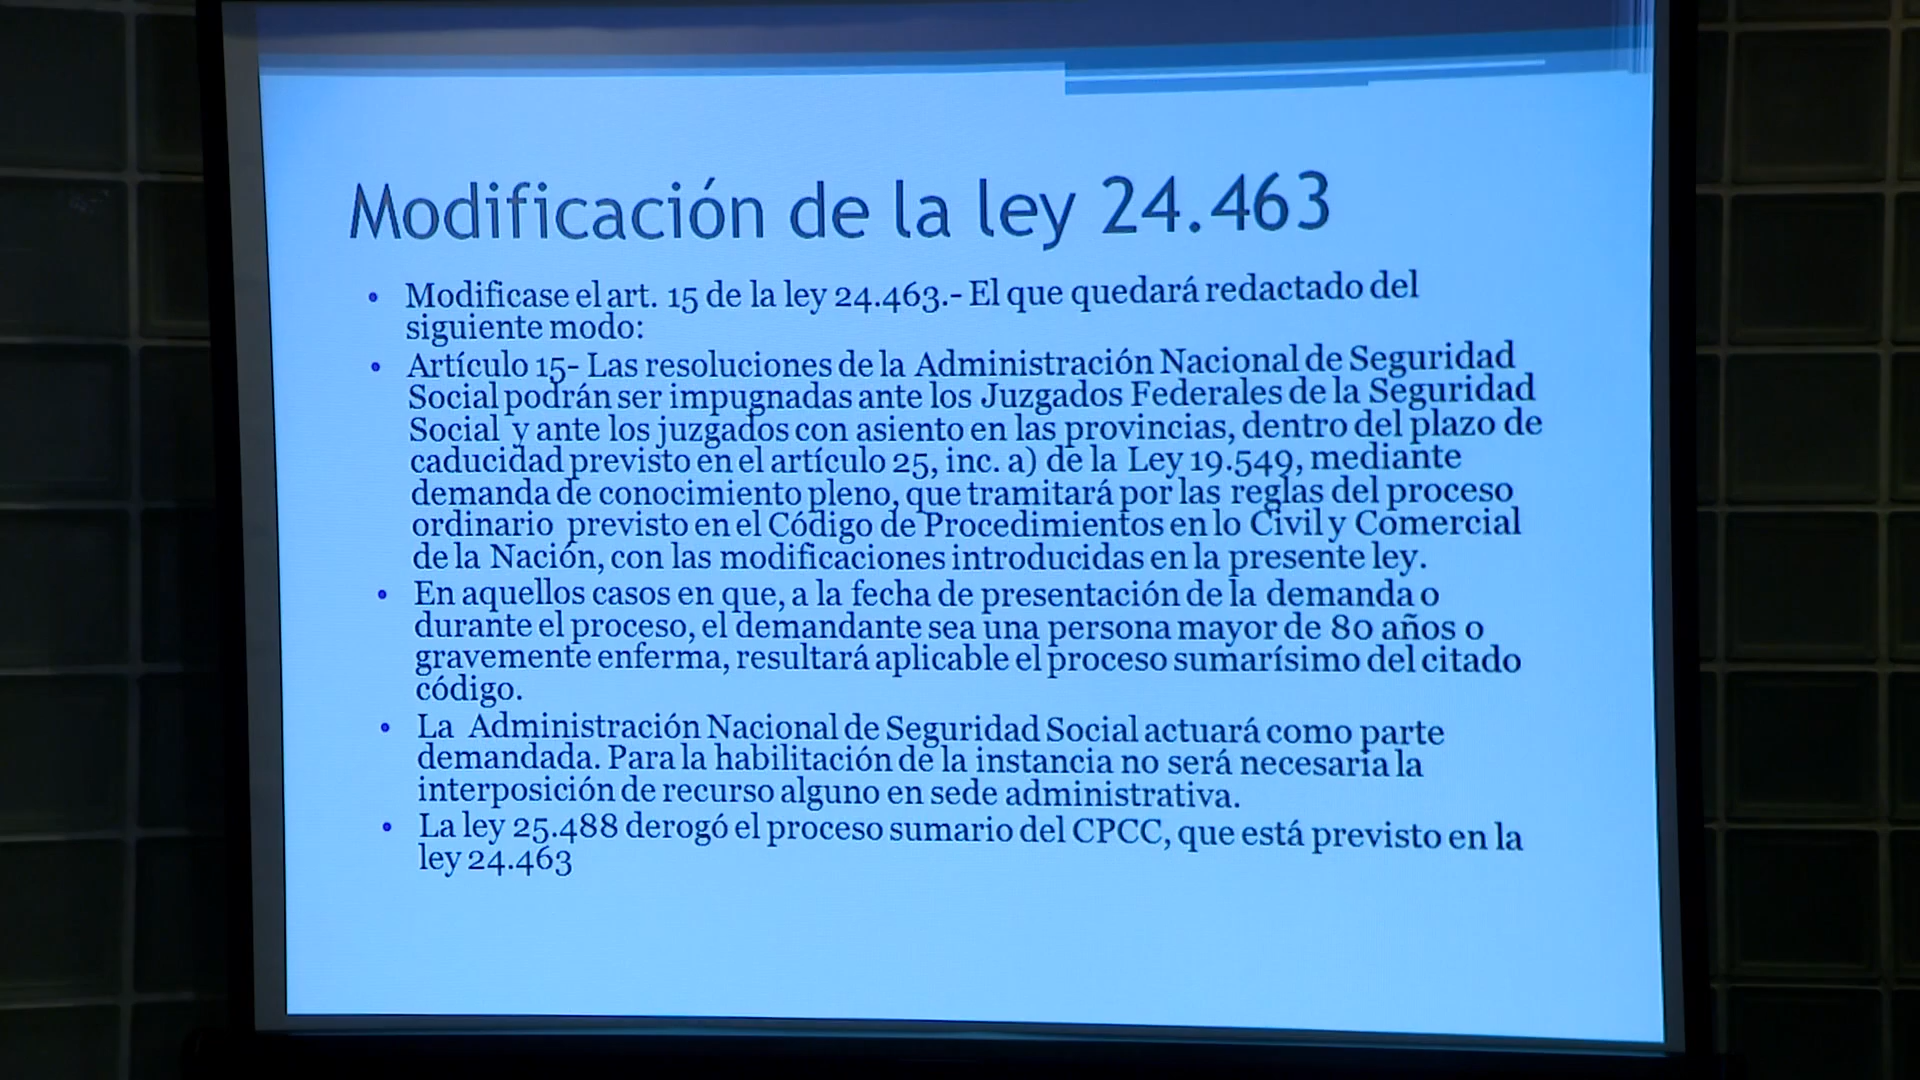 Modificación de la ley 24.463
• Modificase el art. 15 de la ley 24.463.- El que quedará redactado del
siguiente modo:
• Artículo 15- Las resoluciones de la Administración Nacional de Seguridad
Social podrán ser impugnadas ante los Juzgados Federales de la Seguridad
Social y ante los juzgados con asiento en las provincias, dentro del plazo de
caducidad previsto en el artículo 25, inc. a) de la Ley 19.549, mediante
demanda de conocimiento pleno, que tramitará por las reglas del proceso
ordinario previsto en el Código de Procedimientos en lo Civil y Comercial
de la Nación, con las modificaciones introducidas en la presente ley.
• En aquellos casos en que, a la fecha de presentación de la demanda o
durante el proceso, el demandante sea una persona mayor de 80 años o
gravemente enferma, resultará aplicable el proceso sumarísimo del citado
código.
• La Administración Nacional de Seguridad Social actuará como parte
demandada. Para la habilitación de la instancia no será necesaria la
interposición de recurso alguno en sede administrativa.
• La ley 25.488 derogó el proceso sumario del CPCC, que está previsto en la
ley 24.463